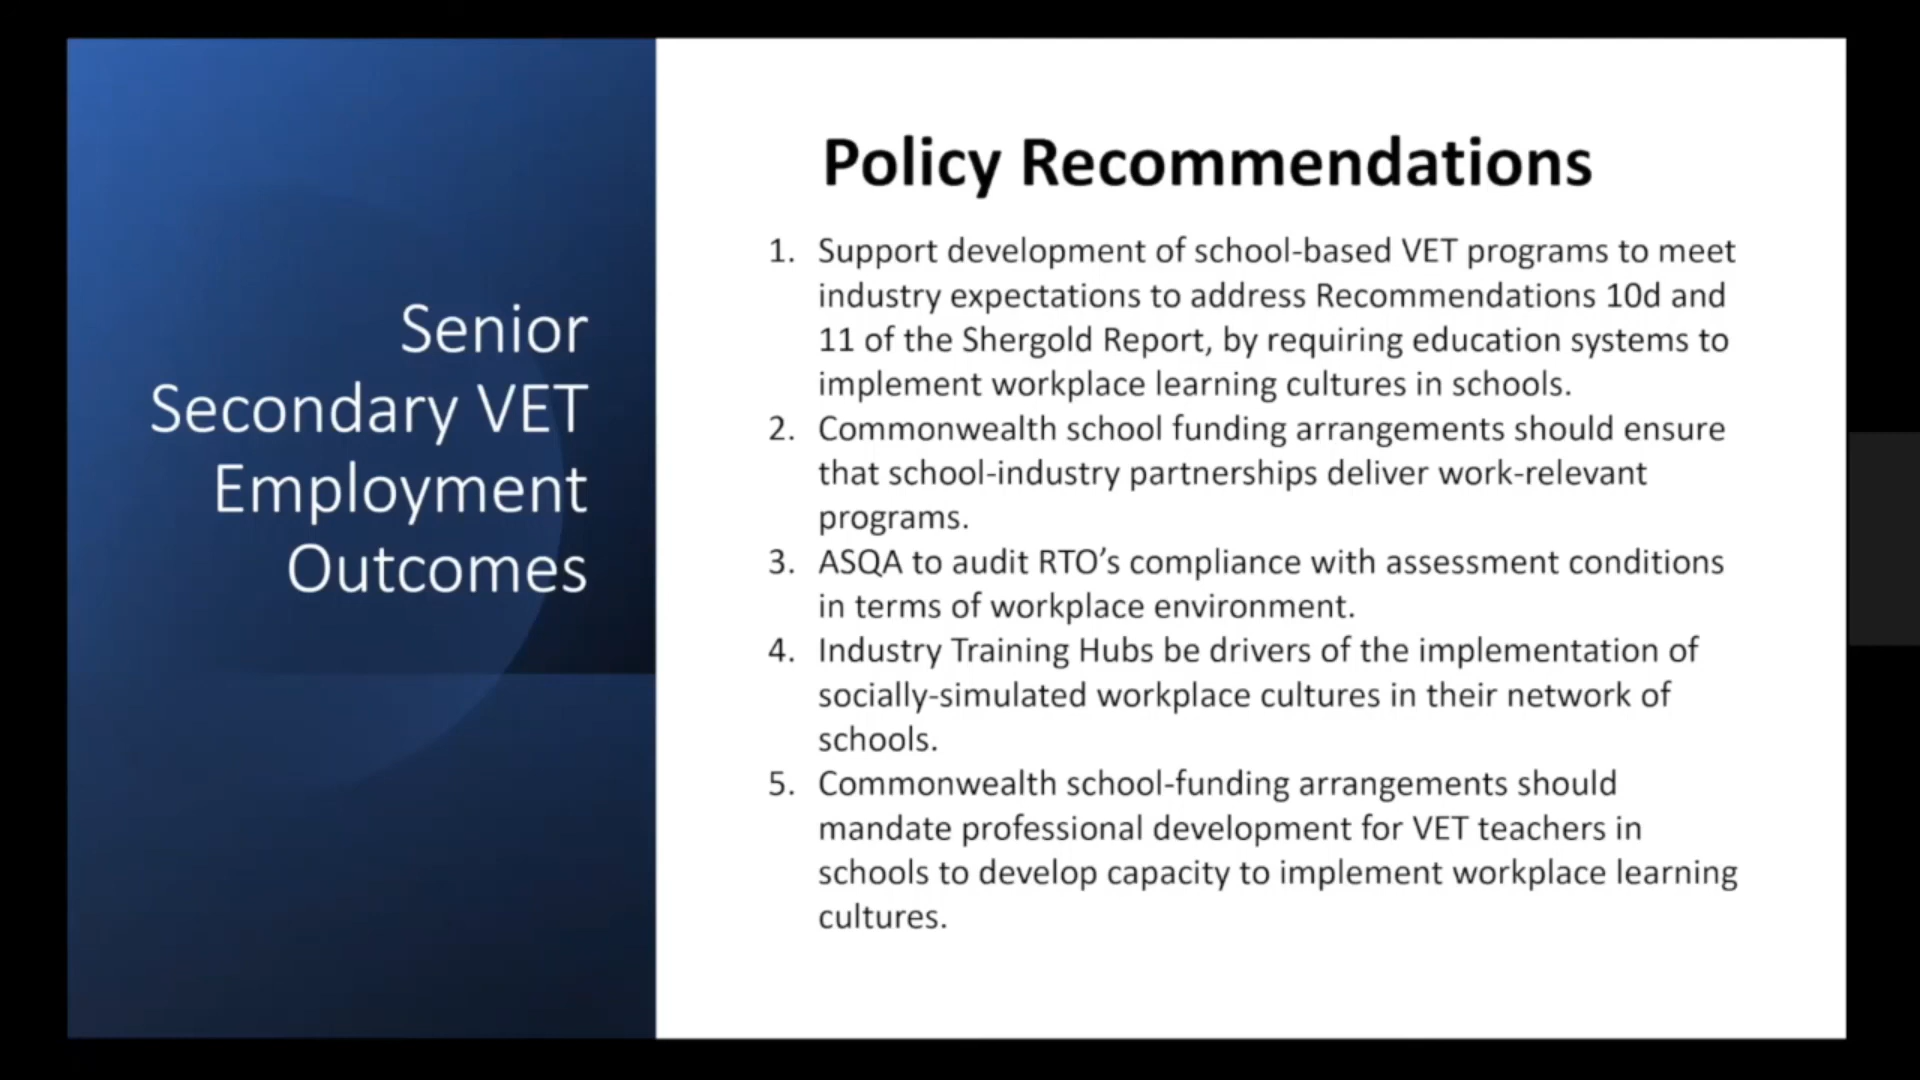 Senior
Secondary VET
Employment
Outcomes
Policy Recommendations
1. Support development of school-based VET programs to meet
industry expectations to address Recommendations 10d and
11 of the Shergold Report, by requiring education systems to
implement workplace learning cultures in schools.
2. Commonwealth school funding arrangements should ensure
that school-industry partnerships deliver work-relevant
programs.
3. ASQA to audit RTO’s compliance with assessment conditions
in terms of workplace environment.
4. Industry Training Hubs be drivers of the implementation of
socially-simulated workplace cultures in their network of
schools.
5. Commonwealth school-funding arrangements should
mandate professional development for VET teachers in
schools to develop capacity to implement workplace learning
cultures.